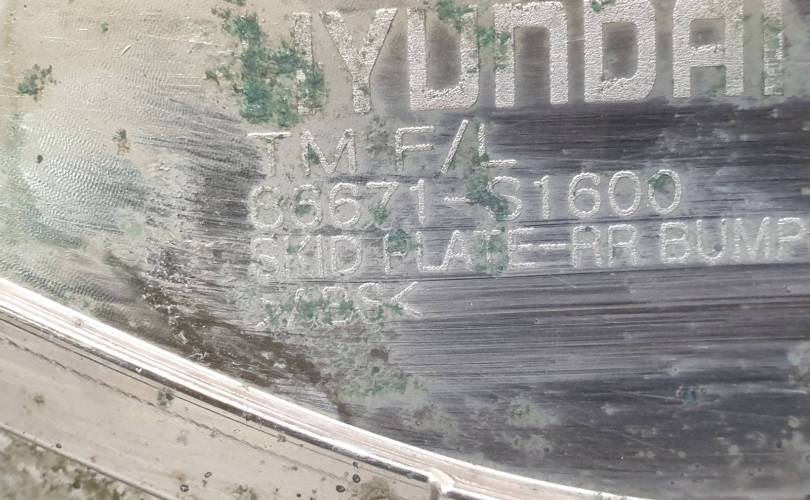 HYUNDAI
TM F/L
86671-S1600
SKID PLATE-RR BUMP